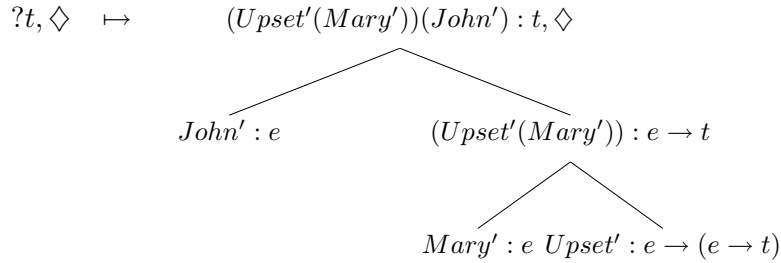 ?t, ◇ ↦ (Upset′(Mary′))(John′) : t, ◇
John′ : e (Upset′(Mary′)) : e → t
Mary′ : e Upset′ : e → (e → t)